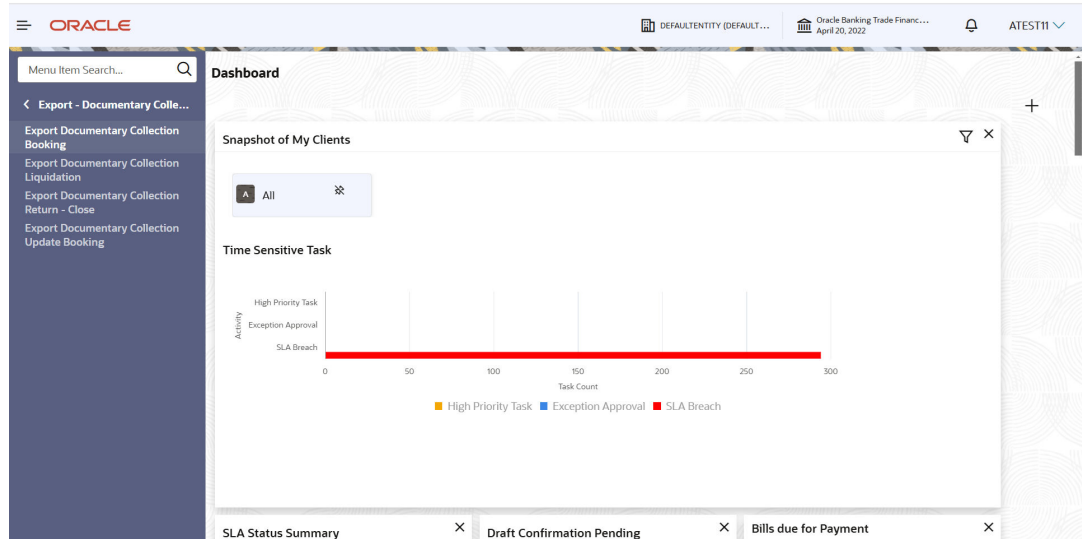 ORACLE
DEFAULTENTITY (DEFAULT...
Oracle Banking Trade Financ...
April 20, 2022
ATEST11
Menu Item Search...
Export - Documentary Colle...
Export Documentary Collection
Booking
Export Documentary Collection
Liquidation
Export Documentary Collection
Return - Close
Export Documentary Collection
Update Booking
Dashboard
Snapshot of My Clients
A All
Time Sensitive Task
Activity
High Priority Task
Exception Approval
SLA Breach
0 50 100 150 200 250 300
Task Count
High Priority Task Exception Approval SLA Breach
SLA Status Summary
Draft Confirmation Pending
Bills due for Payment